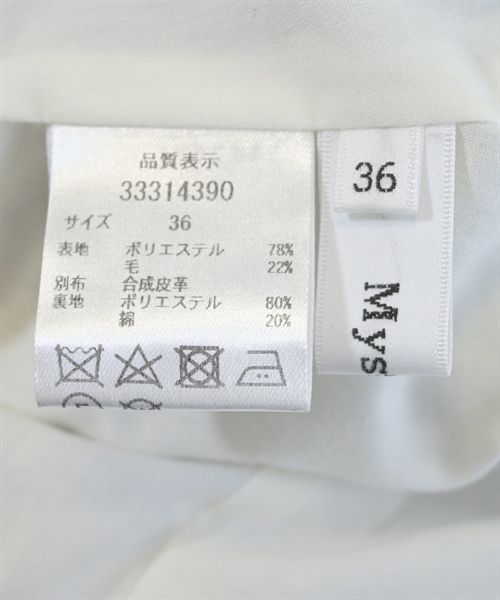 品質表示
33314390
サイズ 36
表地 ポリエステル 78%
毛 22%
別布 合成皮革
裏地 ポリエステル 80%
綿 20%
36
Mys